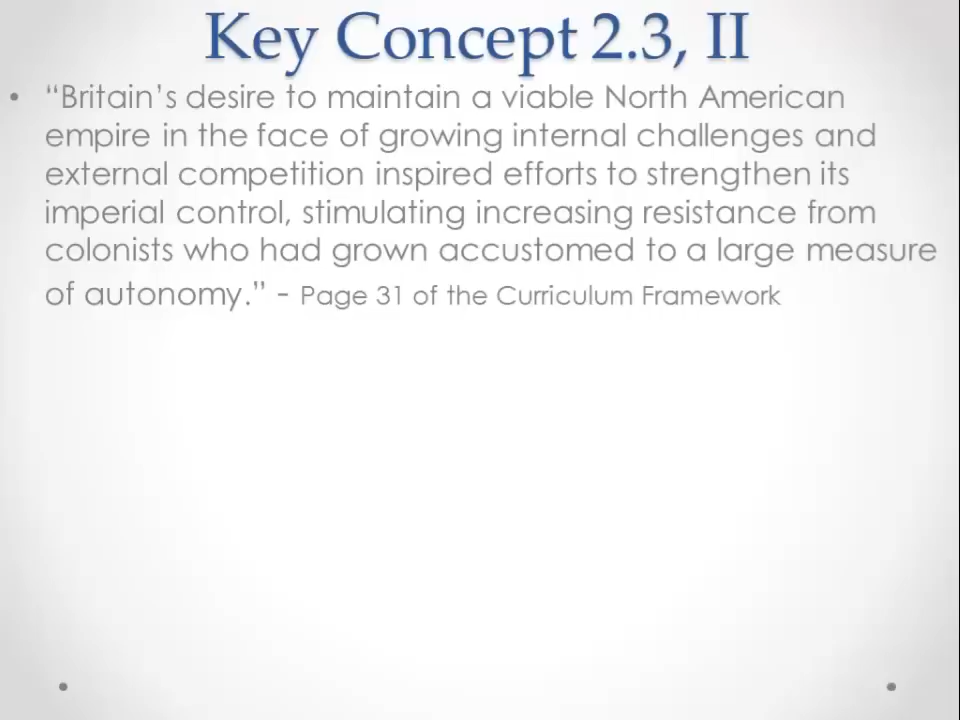 Key Concept 2.3, II
• “Britain’s desire to maintain a viable North American
empire in the face of growing internal challenges and
external competition inspired efforts to strengthen its
imperial control, stimulating increasing resistance from
colonists who had grown accustomed to a large measure
of autonomy.” - Page 31 of the Curriculum Framework